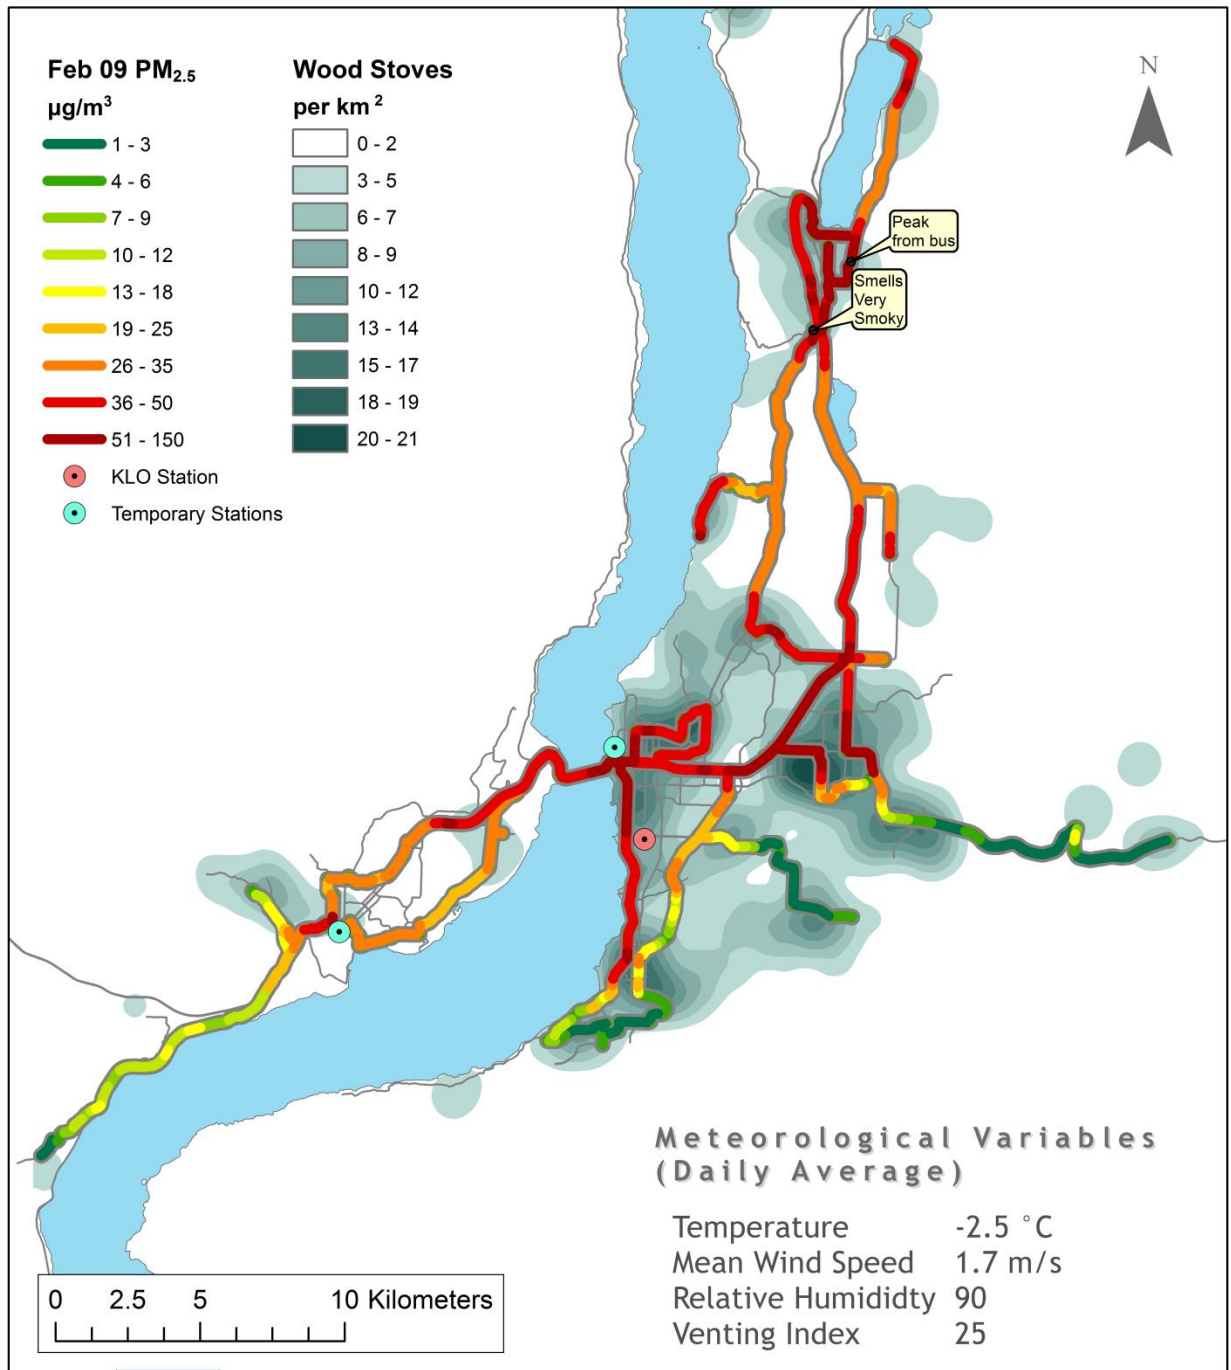 Feb 09 PM2.5
µg/m³
1 - 3
4 - 6
7 - 9
10 - 12
13 - 18
19 - 25
26 - 35
36 - 50
51 - 150
KLO Station
Temporary Stations
Wood Stoves
per km ²
0 - 2
3 - 5
6 - 7
8 - 9
10 - 12
13 - 14
15 - 17
18 - 19
20 - 21
N
Peak
from bus
Smells
Very
Smoky
Meteorological Variables
(Daily Average)
Temperature -2.5 °C
Mean Wind Speed 1.7 m/s
Relative Humididty 90
Venting Index 25
0 2.5 5 10 Kilometers